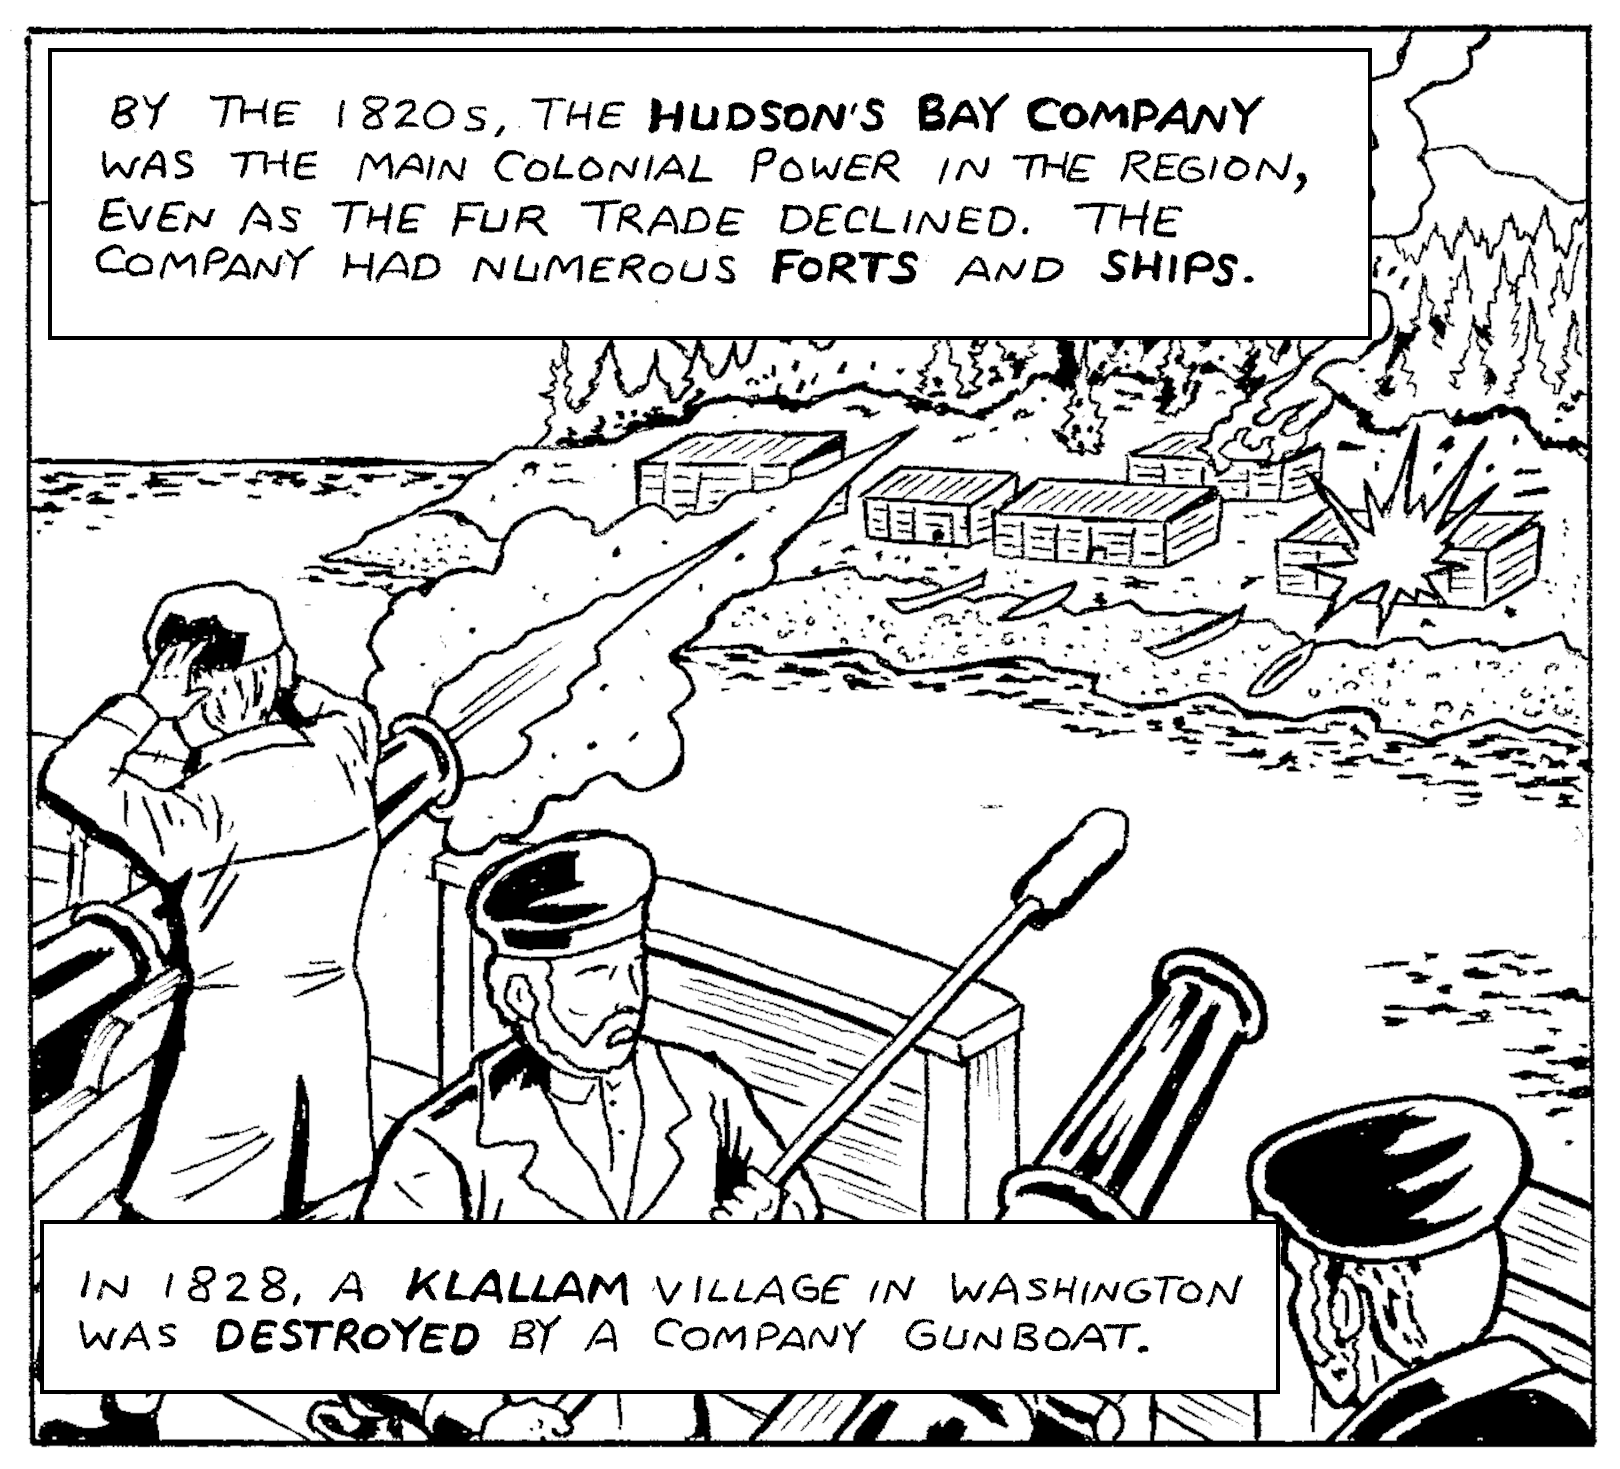 BY THE 1820s, THE HUDSON'S BAY COMPANY
WAS THE MAIN COLONIAL POWER IN THE REGION,
EVEN AS THE FUR TRADE DECLINED. THE
COMPANY HAD NUMEROUS FORTS AND SHIPS.
IN 1828, A KLALLAM VILLAGE IN WASHINGTON
WAS DESTROYED BY A COMPANY GUNBOAT.